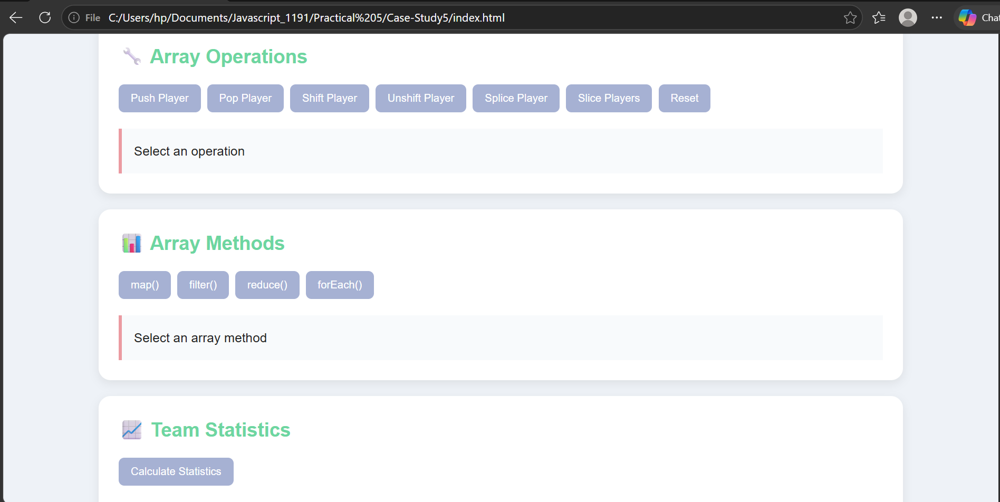 File C:/Users/hp/Documents/Javascript_1191/Practical%205/Case-Study5/index.html
Chat
Array Operations
Push Player Pop Player Shift Player Unshift Player Splice Player Slice Players Reset
Select an operation
Array Methods
map() filter() reduce() forEach()
Select an array method
Team Statistics
Calculate Statistics